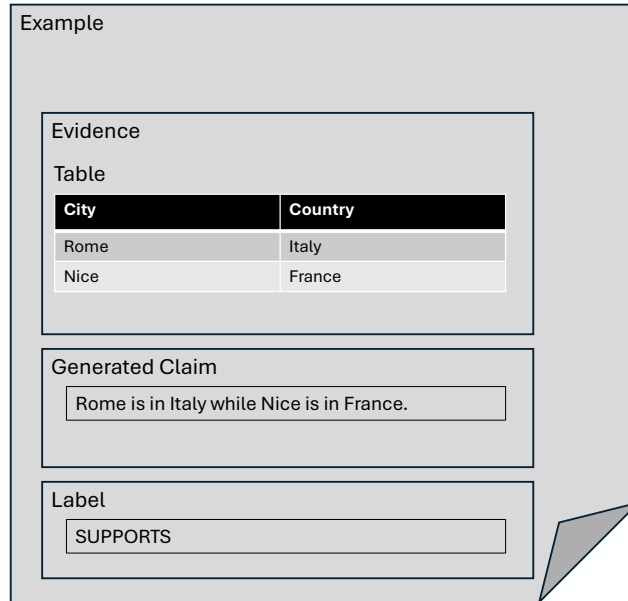 Example
Evidence
Table
City Country
Rome Italy
Nice France
Generated Claim
Rome is in Italy while Nice is in France.
Label
SUPPORTS